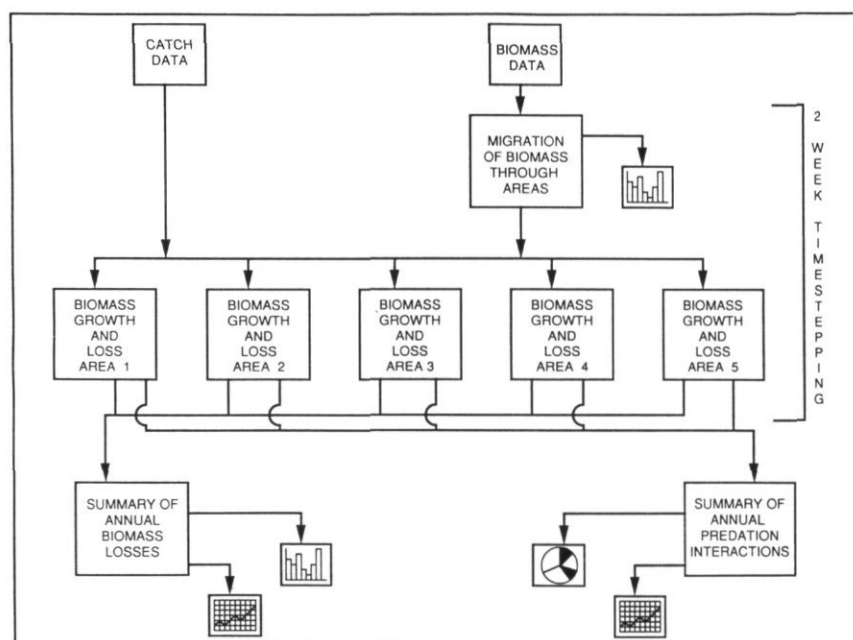 CATCH
DATA
BIOMASS
DATA
MIGRATION
OF BIOMASS
THROUGH
AREAS
2 WEEK TIMESTEPPING
BIOMASS
GROWTH
AND
LOSS
AREA 1
BIOMASS
GROWTH
AND
LOSS
AREA 2
BIOMASS
GROWTH
AND
LOSS
AREA 3
BIOMASS
GROWTH
AND
LOSS
AREA 4
BIOMASS
GROWTH
AND
LOSS
AREA 5
SUMMARY OF
ANNUAL
BIOMASS
LOSSES
SUMMARY OF
ANNUAL
PREDATION
INTERACTIONS